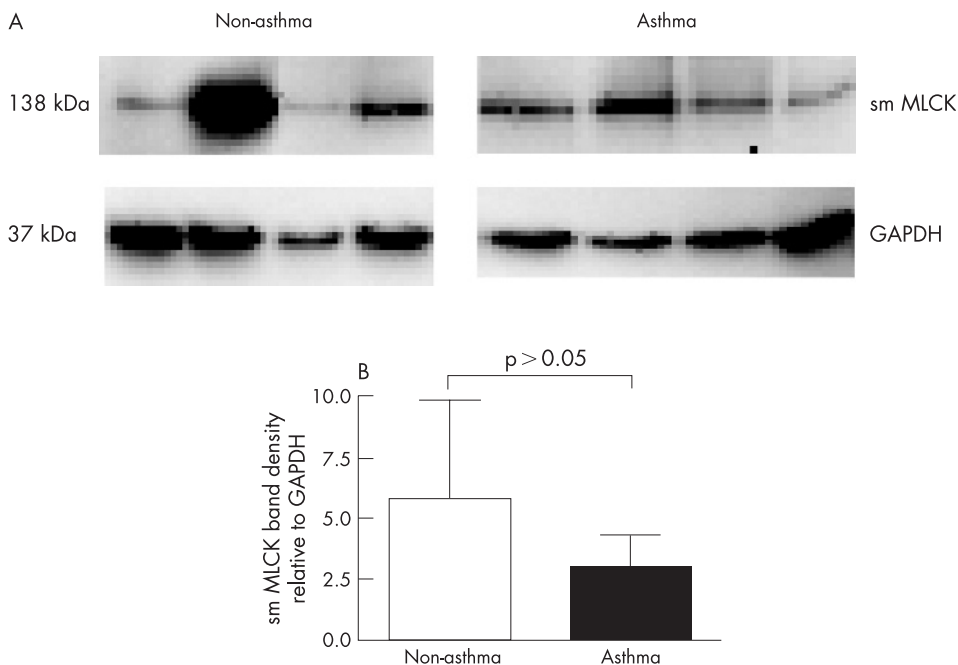 A
Non-asthma
Asthma
138 kDa
sm MLCK
37 kDa
GAPDH
B
p > 0.05
10.0
7.5
5.0
2.5
0.0
sm MLCK band density
relative to GAPDH
Non-asthma
Asthma